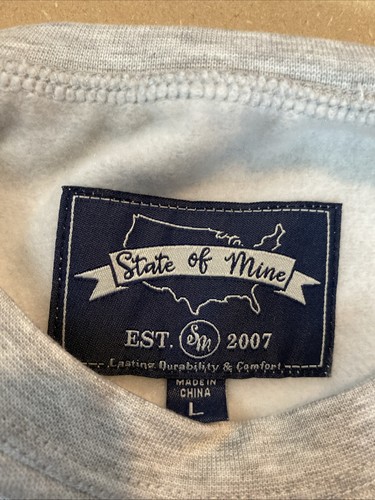 State of Mine
EST. SM 2007
Lasting Durability & Comfort
MADE IN
CHINA
L